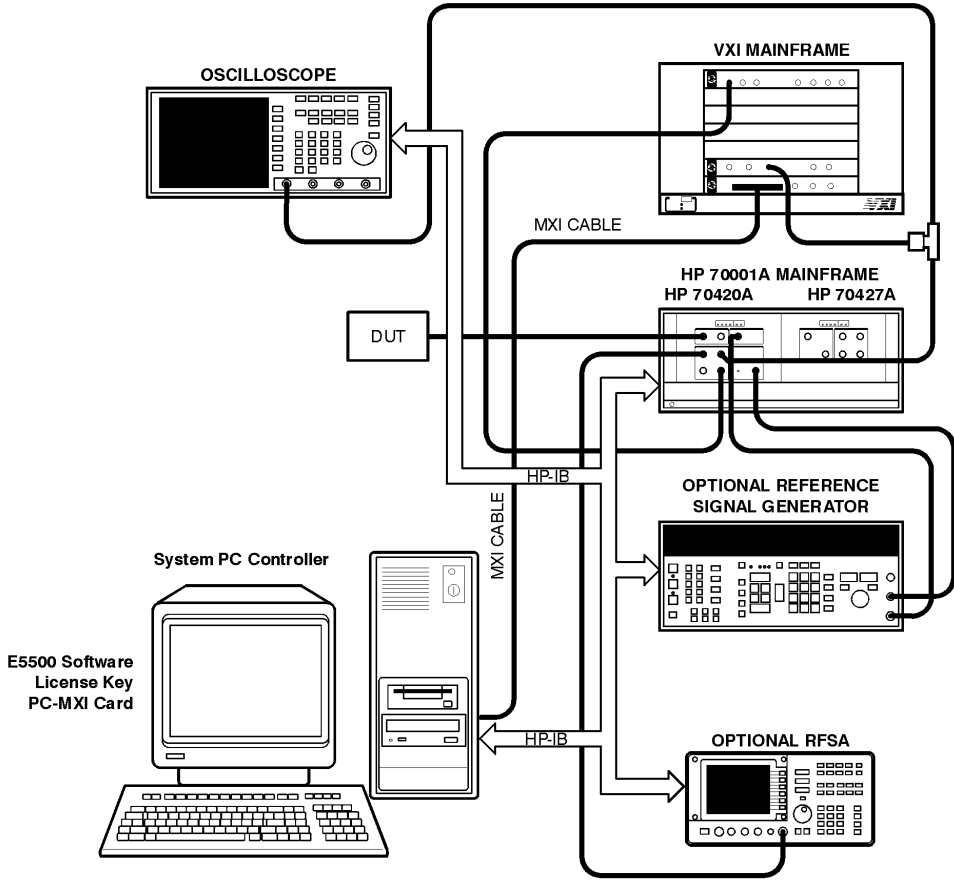 VXI MAINFRAME
OSCILLOSCOPE
VXI
MXI CABLE
HP 70001A MAINFRAME
HP 70420A
HP 70427A
DUT
HP-IB
OPTIONAL REFERENCE
SIGNAL GENERATOR
MXI CABLE
System PC Controller
E5500 Software
License Key
PC-MXI Card
HP-IB
OPTIONAL RFSA